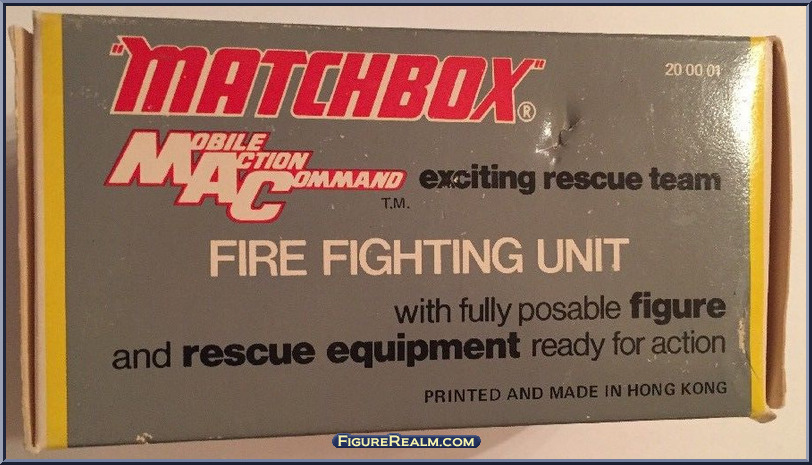 "MATCHBOX"®
20 00 01
MOBILE ACTION COMMAND T.M. exciting rescue team
FIRE FIGHTING UNIT
with fully posable figure
and rescue equipment ready for action
PRINTED AND MADE IN HONG KONG
FIGUREREALM.COM